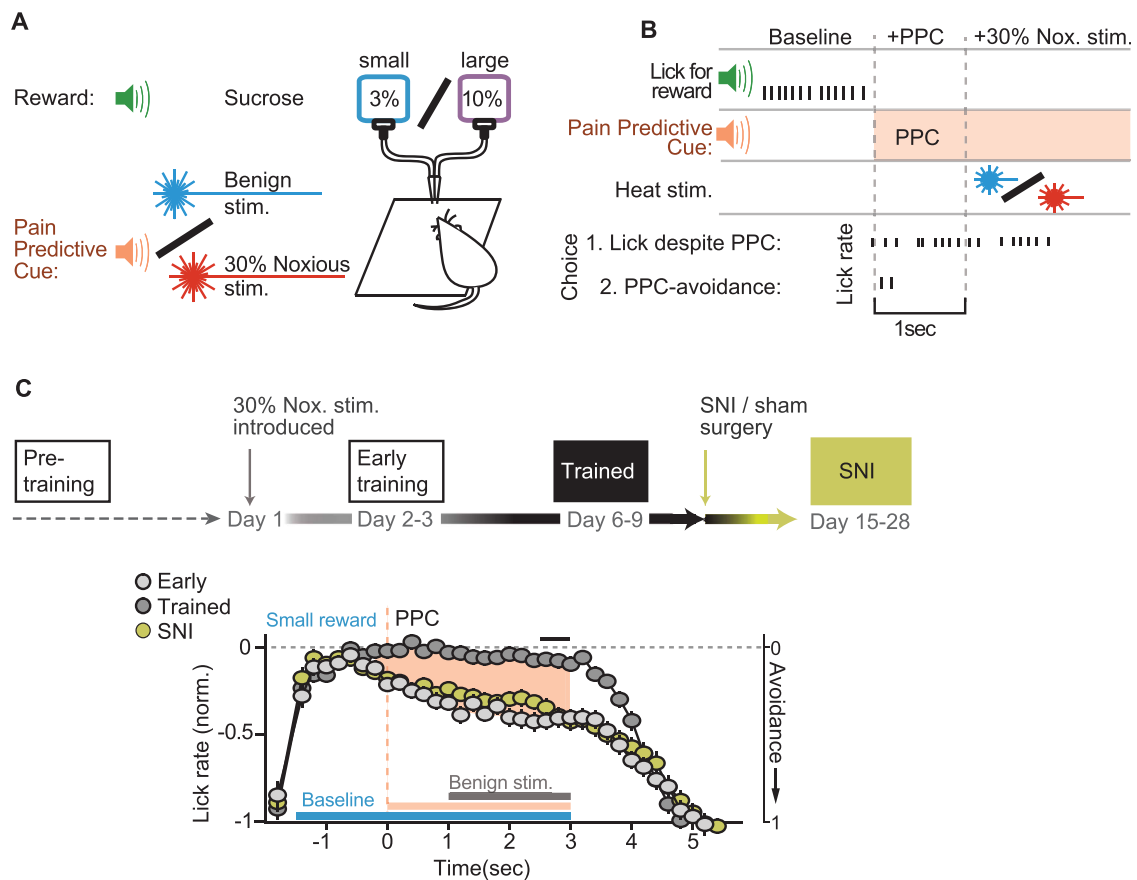 A
Reward:
Sucrose
small
large
3%
10%
Benign
stim.
Pain
Predictive
Cue:
30% Noxious
stim.
B
Baseline
+PPC
+30% Nox. stim.
Lick for
reward
Pain Predictive
Cue:
PPC
Heat stim.
Choice
1. Lick despite PPC:
2. PPC-avoidance:
Lick rate
1sec
C
30% Nox. stim.
introduced
SNI / sham
surgery
Pre-
training
Early
training
Trained
SNI
Day 1
Day 2-3
Day 6-9
Day 15-28
Early
Trained
SNI
Small reward
PPC
0
-0.5
-1
Lick rate (norm.)
0
1
Avoidance
Benign stim.
Baseline
-1 0 1 2 3 4 5
Time(sec)